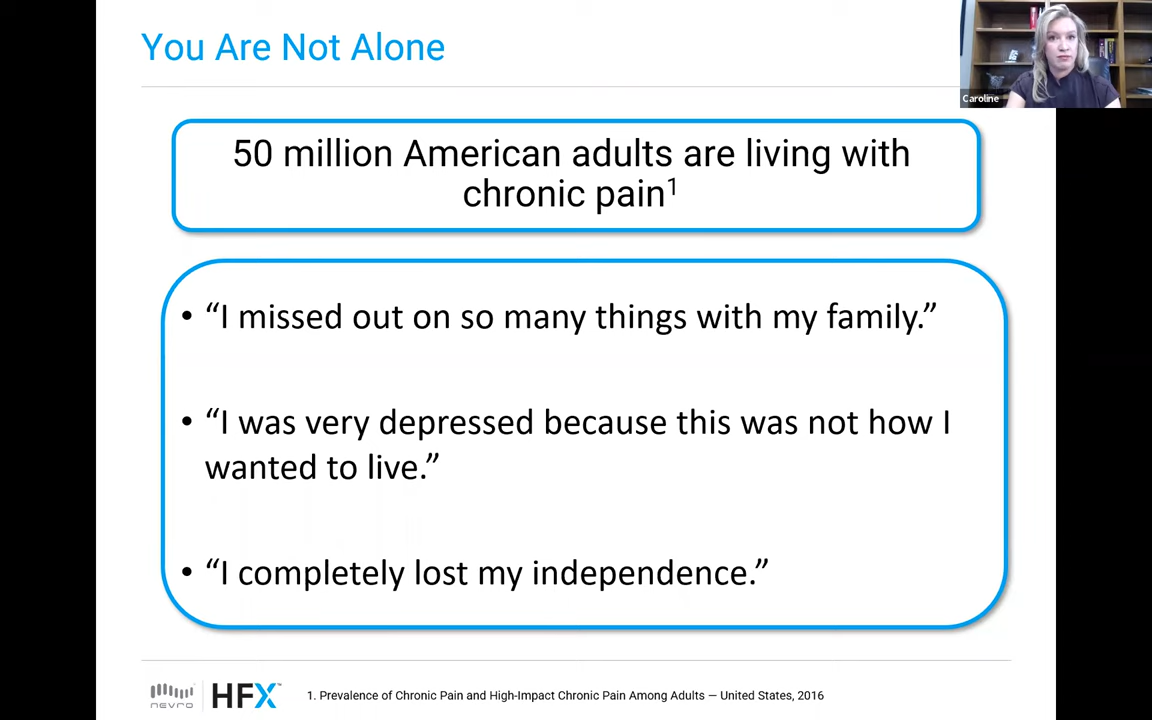 You Are Not Alone
Caroline
50 million American adults are living with
chronic pain¹
• “I missed out on so many things with my family.”
• “I was very depressed because this was not how I
wanted to live.”
• “I completely lost my independence.”
nevro HFX™ 1. Prevalence of Chronic Pain and High-Impact Chronic Pain Among Adults — United States, 2016